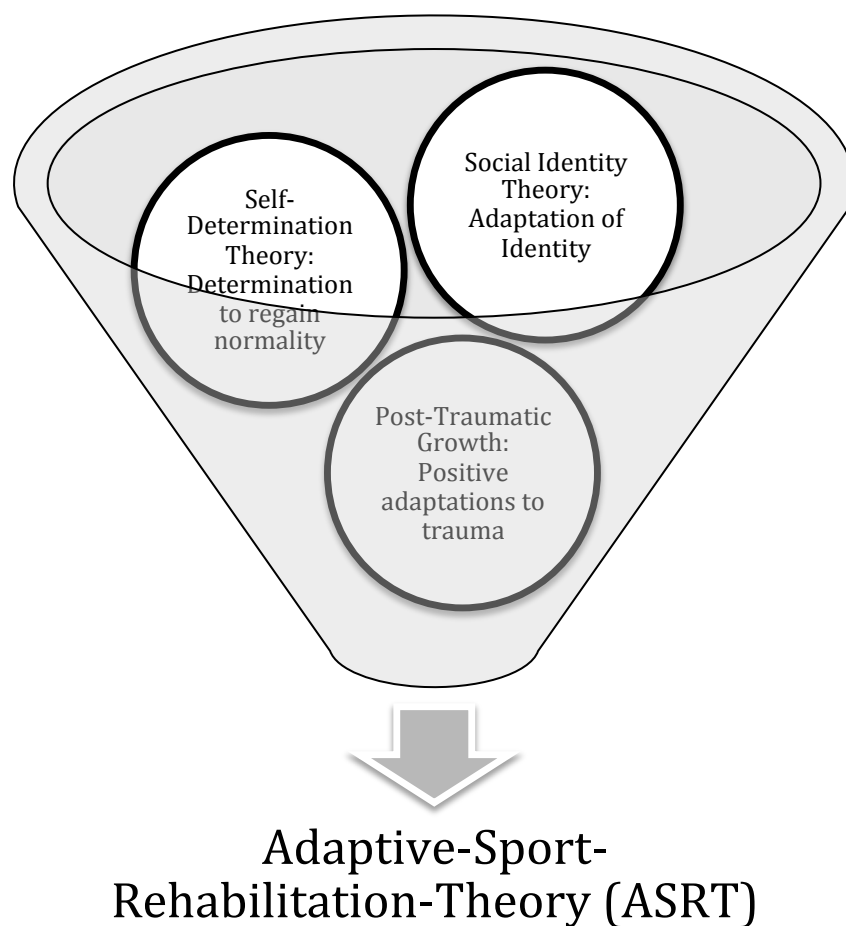 Self-
Determination
Theory:
Determination
to regain
normality
Social Identity
Theory:
Adaptation of
Identity
Post-Traumatic
Growth:
Positive
adaptations to
trauma
Adaptive-Sport-
Rehabilitation-Theory (ASRT)